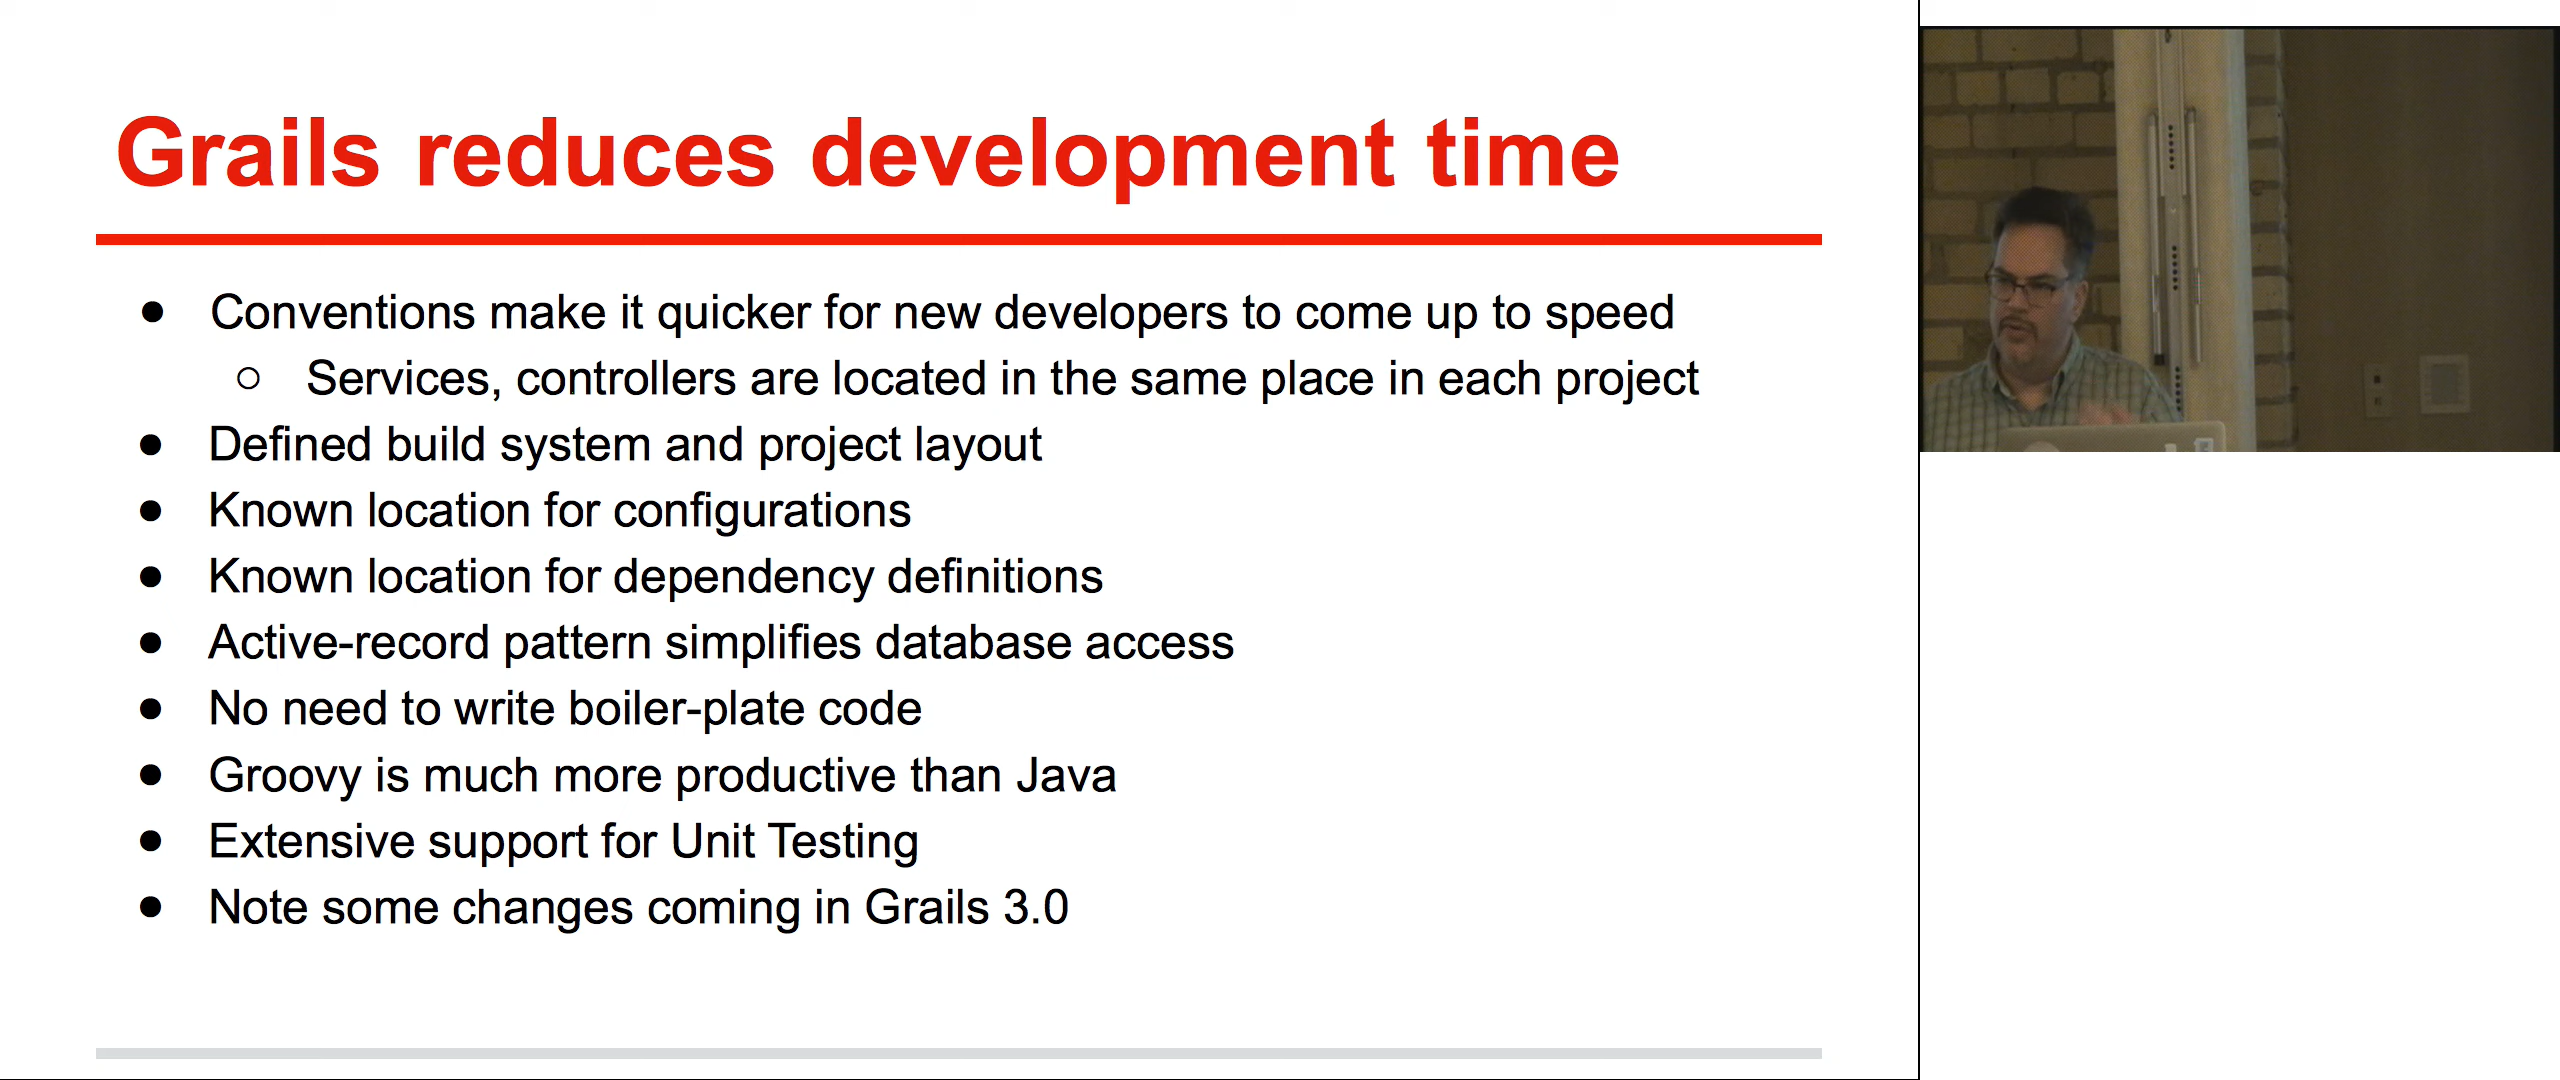 Grails reduces development time
● Conventions make it quicker for new developers to come up to speed
○ Services, controllers are located in the same place in each project
● Defined build system and project layout
● Known location for configurations
● Known location for dependency definitions
● Active-record pattern simplifies database access
● No need to write boiler-plate code
● Groovy is much more productive than Java
● Extensive support for Unit Testing
● Note some changes coming in Grails 3.0